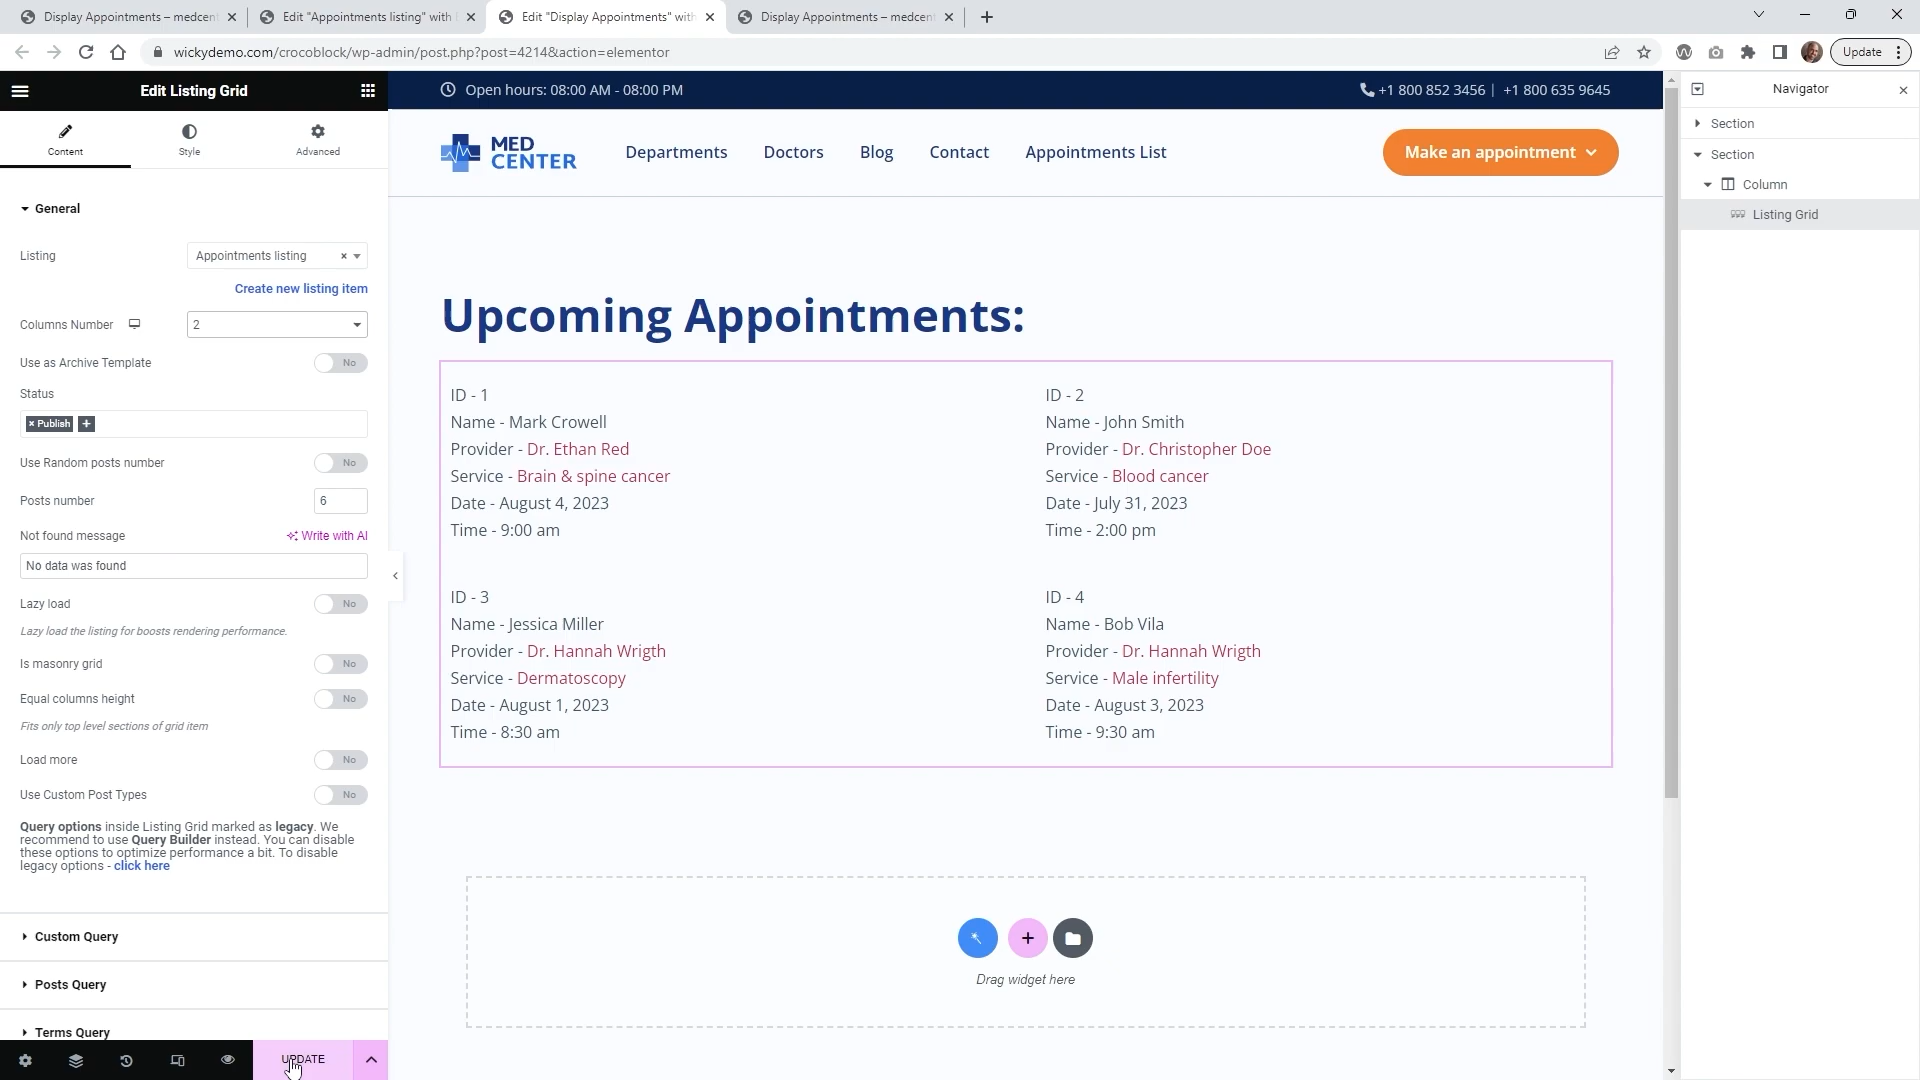 Display Appointments – medcent
Edit "Appointments listing" with E
Edit "Display Appointments" with
Display Appointments – medcent
wickydemo.com/crocoblock/wp-admin/post.php?post=4214&action=elementor
Update
Edit Listing Grid
Content
Style
Advanced
General
Listing
Appointments listing
Create new listing item
Columns Number
2
Use as Archive Template
No
Status
× Publish
Use Random posts number
No
Posts number
6
Not found message
Write with AI
No data was found
Lazy load
No
Lazy load the listing for boosts rendering performance.
Is masonry grid
No
Equal columns height
No
Fits only top level sections of grid item
Load more
No
Use Custom Post Types
No
Query options inside Listing Grid marked as legacy. We
recommend to use Query Builder instead. You can disable
these options to optimize performance a bit. To disable
legacy options - click here
Custom Query
Posts Query
Terms Query
UPDATE
Open hours: 08:00 AM - 08:00 PM
+1 800 852 3456 | +1 800 635 9645
MED
CENTER
Departments
Doctors
Blog
Contact
Appointments List
Make an appointment
Upcoming Appointments:
ID - 1
Name - Mark Crowell
Provider - Dr. Ethan Red
Service - Brain & spine cancer
Date - August 4, 2023
Time - 9:00 am
ID - 2
Name - John Smith
Provider - Dr. Christopher Doe
Service - Blood cancer
Date - July 31, 2023
Time - 2:00 pm
ID - 3
Name - Jessica Miller
Provider - Dr. Hannah Wrigth
Service - Dermatoscopy
Date - August 1, 2023
Time - 8:30 am
ID - 4
Name - Bob Vila
Provider - Dr. Hannah Wrigth
Service - Male infertility
Date - August 3, 2023
Time - 9:30 am
Drag widget here
Navigator
Section
Section
Column
Listing Grid